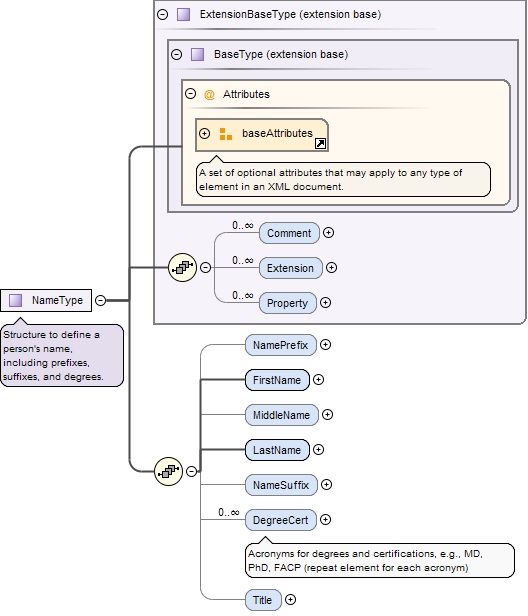 ExtensionBaseType (extension base)
BaseType (extension base)
@ Attributes
baseAttributes
A set of optional attributes that may apply to any type of
element in an XML document.
0..∞
Comment
0..∞
Extension
0..∞
Property
NameType
Structure to define a
person's name,
including prefixes,
suffixes, and degrees.
NamePrefix
FirstName
MiddleName
LastName
NameSuffix
0..∞
DegreeCert
Acronyms for degrees and certifications, e.g., MD,
PhD, FACP (repeat element for each acronym)
Title